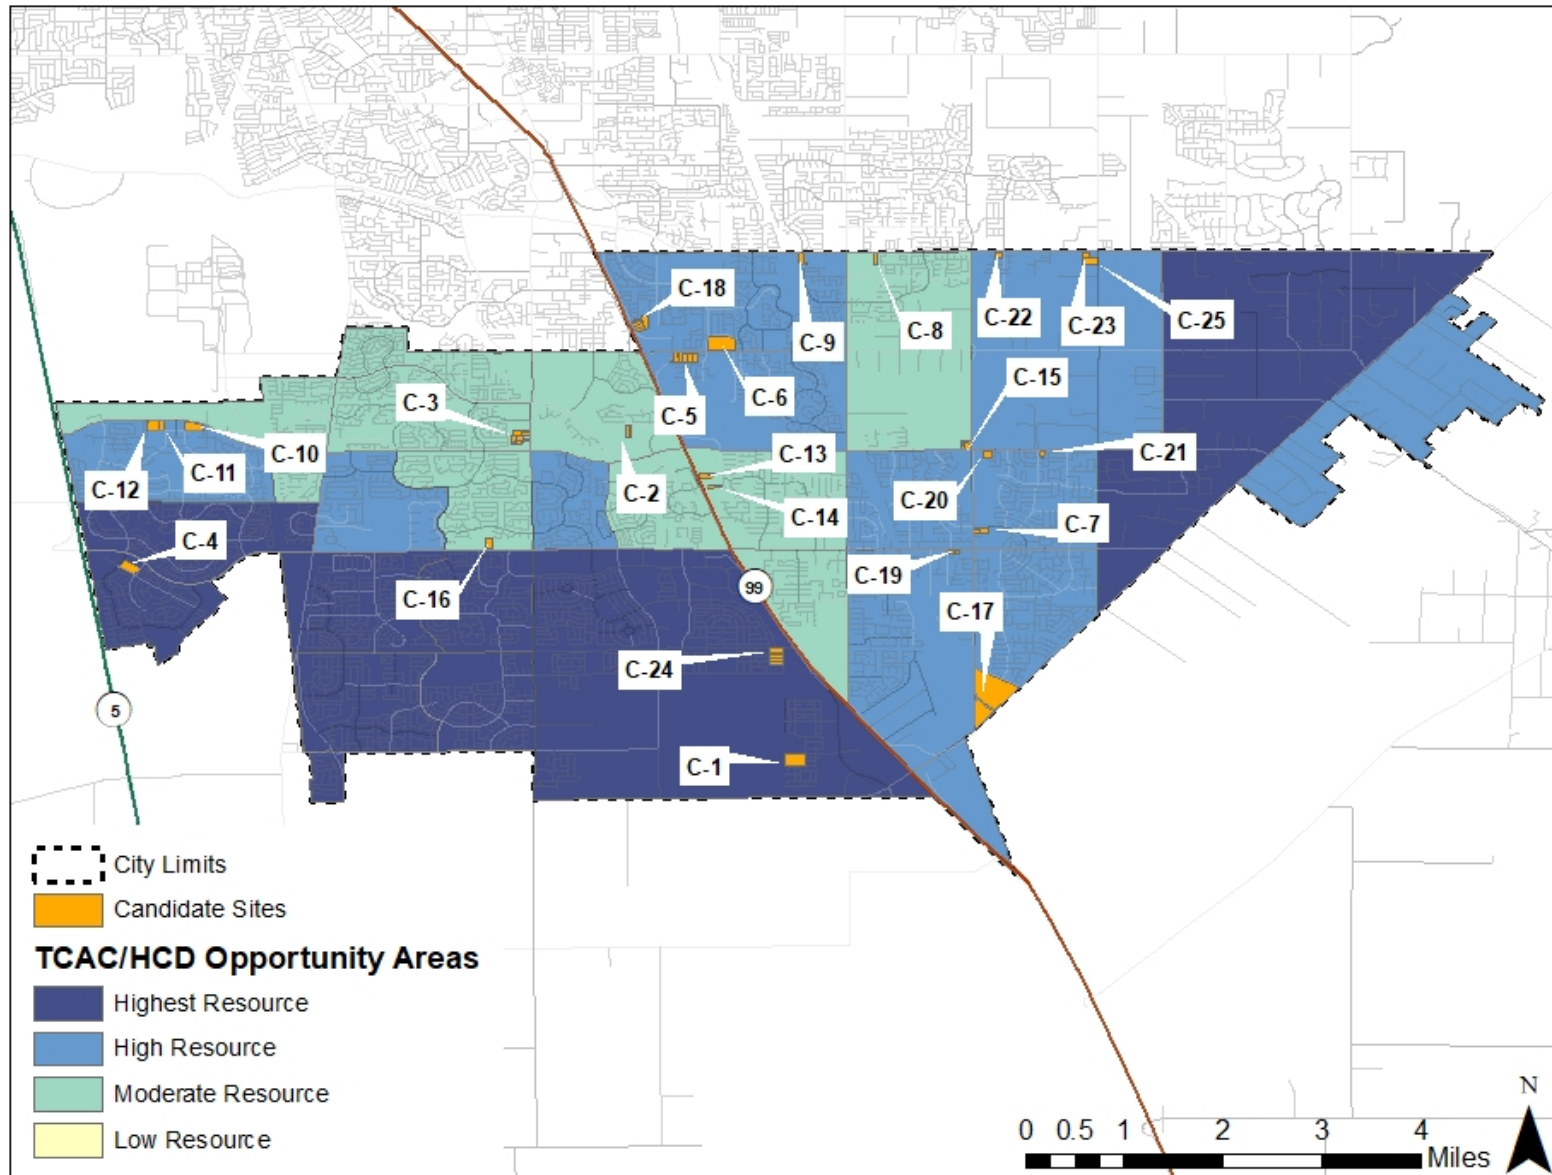 C-18
C-9
C-8
C-22
C-23
C-25
C-6
C-5
C-15
C-3
C-13
C-21
C-10
C-11
C-12
C-2
C-20
C-14
C-7
C-4
C-19
C-16
99
C-17
C-24
5
C-1
City Limits
Candidate Sites
TCAC/HCD Opportunity Areas
Highest Resource
High Resource
Moderate Resource
Low Resource
N
0 0.5 1 2 3 4
Miles